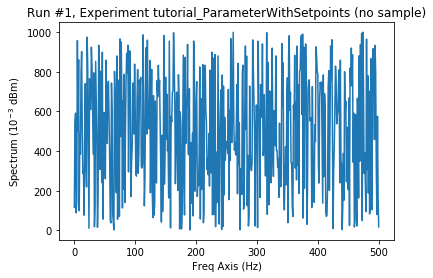 Run #1, Experiment tutorial_ParameterWithSetpoints (no sample)
Spectrum (10⁻³ dBm)
1000
800
600
400
200
0
0 100 200 300 400 500
Freq Axis (Hz)